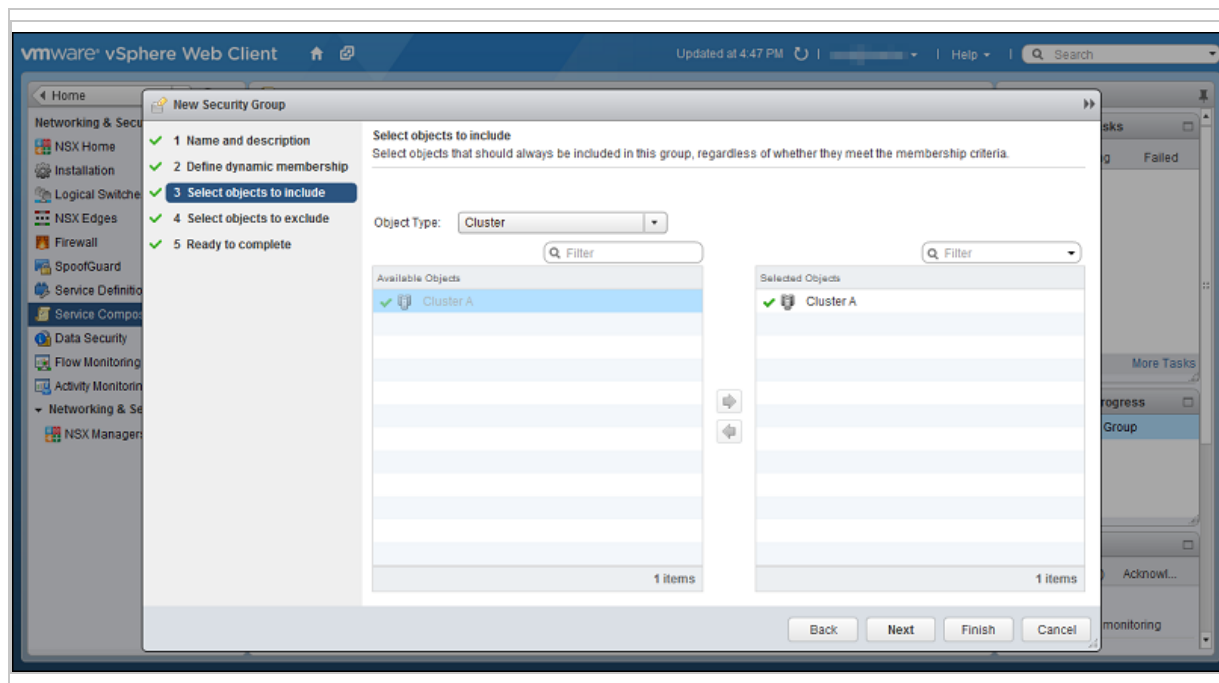 vmware® vSphere Web Client
Updated at 4:47 PM
Help
Search
Home
Networking & Secu
NSX Home
Installation
Logical Switche
NSX Edges
Firewall
SpoofGuard
Service Definitio
Service Compos
Data Security
Flow Monitoring
Activity Monitorin
Networking & Se
NSX Managers
New Security Group
1 Name and description
2 Define dynamic membership
3 Select objects to include
4 Select objects to exclude
5 Ready to complete
Select objects to include
Select objects that should always be included in this group, regardless of whether they meet the membership criteria.
Object Type: Cluster
Filter
Available Objects
Cluster A
1 items
Filter
Selected Objects
Cluster A
1 items
Back Next Finish Cancel
sks
g Failed
More Tasks
rogress
Group
Acknowl...
monitoring